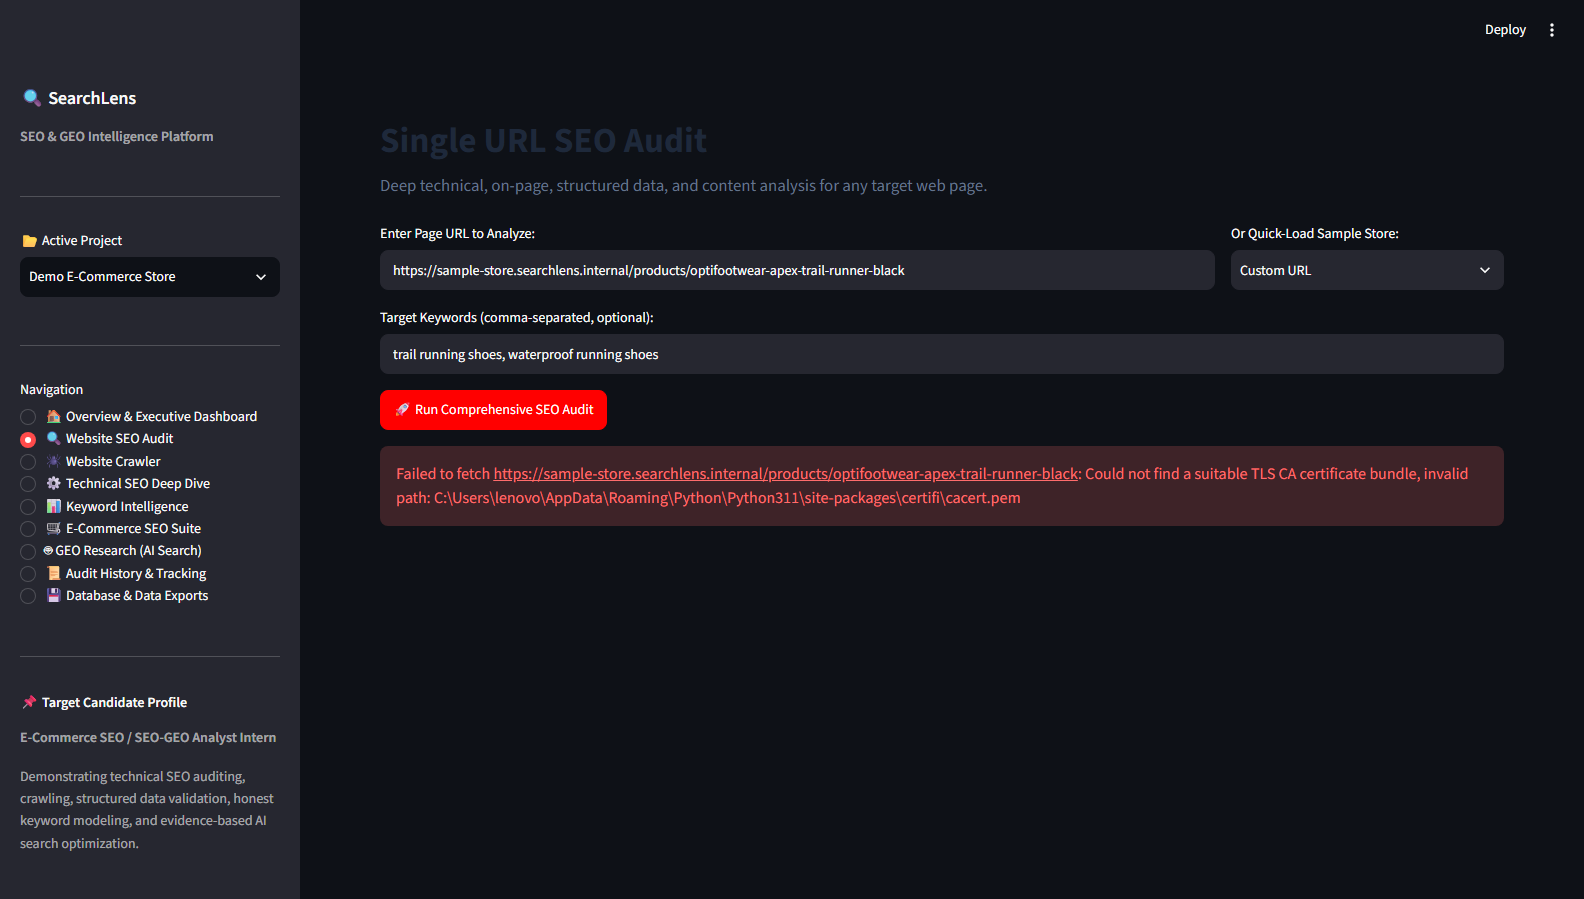 Deploy
🔍 SearchLens
SEO & GEO Intelligence Platform
📂 Active Project
Demo E-Commerce Store
Navigation
🏠 Overview & Executive Dashboard
🔍 Website SEO Audit
🕷️ Website Crawler
⚙️ Technical SEO Deep Dive
📊 Keyword Intelligence
🛒 E-Commerce SEO Suite
GEO Research (AI Search)
📜 Audit History & Tracking
💾 Database & Data Exports
📌 Target Candidate Profile
E-Commerce SEO / SEO-GEO Analyst Intern
Demonstrating technical SEO auditing,
crawling, structured data validation, honest
keyword modeling, and evidence-based AI
search optimization.
Single URL SEO Audit
Deep technical, on-page, structured data, and content analysis for any target web page.
Enter Page URL to Analyze:
https://sample-store.searchlens.internal/products/optifootwear-apex-trail-runner-black
Or Quick-Load Sample Store:
Custom URL
Target Keywords (comma-separated, optional):
trail running shoes, waterproof running shoes
🚀 Run Comprehensive SEO Audit
Failed to fetch https://sample-store.searchlens.internal/products/optifootwear-apex-trail-runner-black: Could not find a suitable TLS CA certificate bundle, invalid
path: C:\Users\lenovo\AppData\Roaming\Python\Python311\site-packages\certifi\cacert.pem